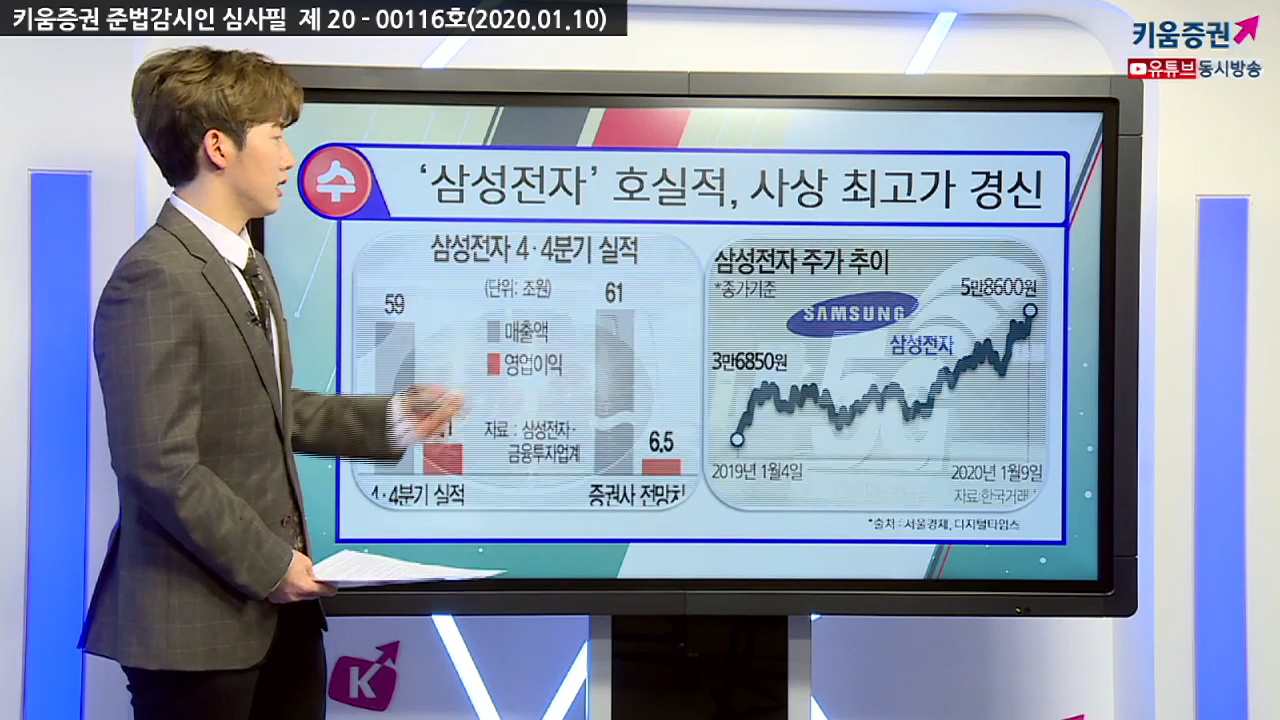 키움증권 준법감시인 심사필 제 20 - 00116호(2020.01.10)
키움증권
유튜브동시방송
수
‘삼성전자’ 호실적, 사상 최고가 경신
삼성전자 4·4분기 실적
(단위: 조원)
59
61
매출액
영업이익
자료 : 삼성전자·
금융투자업계
6.5
4·4분기 실적
증권사 전망치
삼성전자 주가 추이
*종가기준
5만8600원
SAMSUNG
삼성전자
3만6850원
5G
2019년 1월4일
2020년 1월9일
자료:한국거래
*출처 : 서울경제, 디지털타임스
K